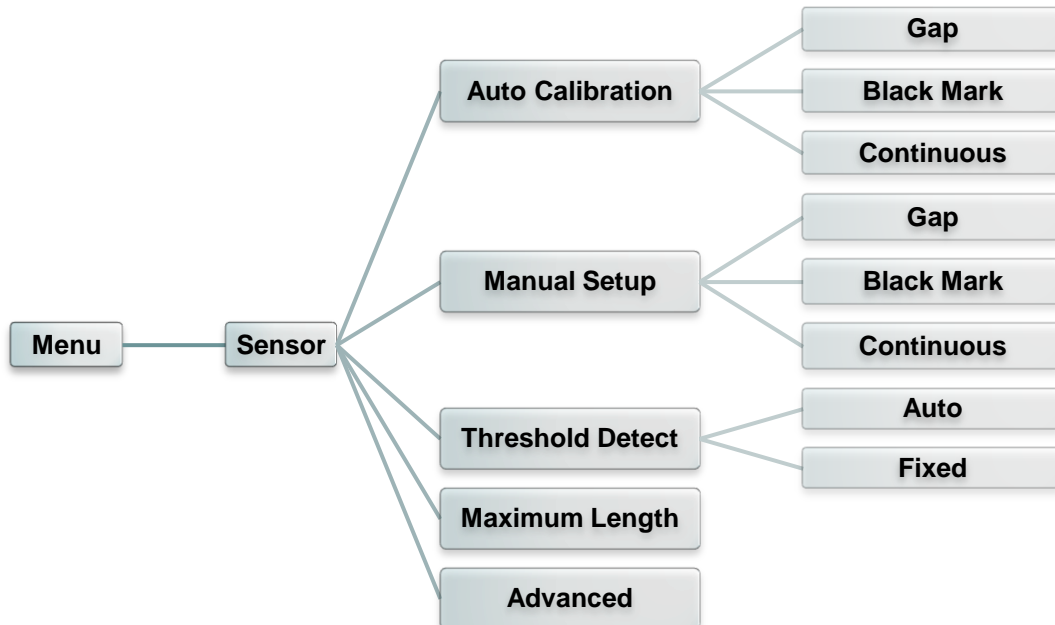 Menu
Sensor
Auto Calibration
Gap
Black Mark
Continuous
Manual Setup
Gap
Black Mark
Continuous
Threshold Detect
Auto
Fixed
Maximum Length
Advanced